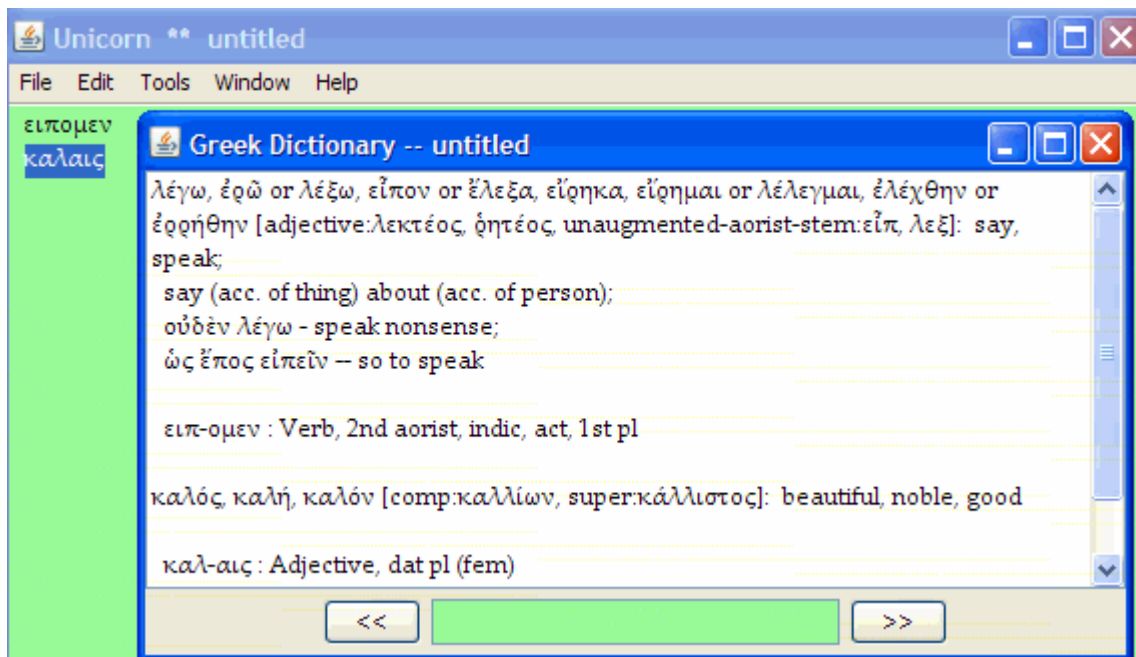 Unicorn ** untitled
File Edit Tools Window Help
ειπομεν
καλαις
Greek Dictionary -- untitled
λέγω, ἐρῶ or λέξω, εἶπον or ἔλεξα, εἴρηκα, εἴρημαι or λέλεγμαι, ἐλέχθην or
ἐρρήθην [adjective:λεκτέος, ῥητέος, unaugmented-aorist-stem:εἶπ, λεξ]: say,
speak;
say (acc. of thing) about (acc. of person);
οὐδὲν λέγω - speak nonsense;
ὡς ἔπος εἰπεῖν -- so to speak
ειπ-ομεν : Verb, 2nd aorist, indic, act, 1st pl
καλός, καλή, καλόν [comp:καλλίων, super:κάλλιστος]: beautiful, noble, good
καλ-αις : Adjective, dat pl (fem)
<< >>